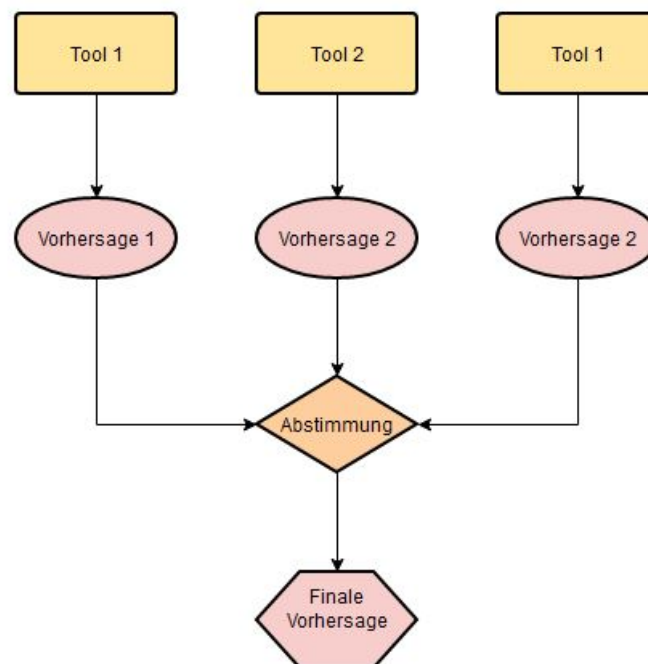 Tool 1
Tool 2
Tool 1
Vorhersage 1
Vorhersage 2
Vorhersage 2
Abstimmung
Finale
Vorhersage